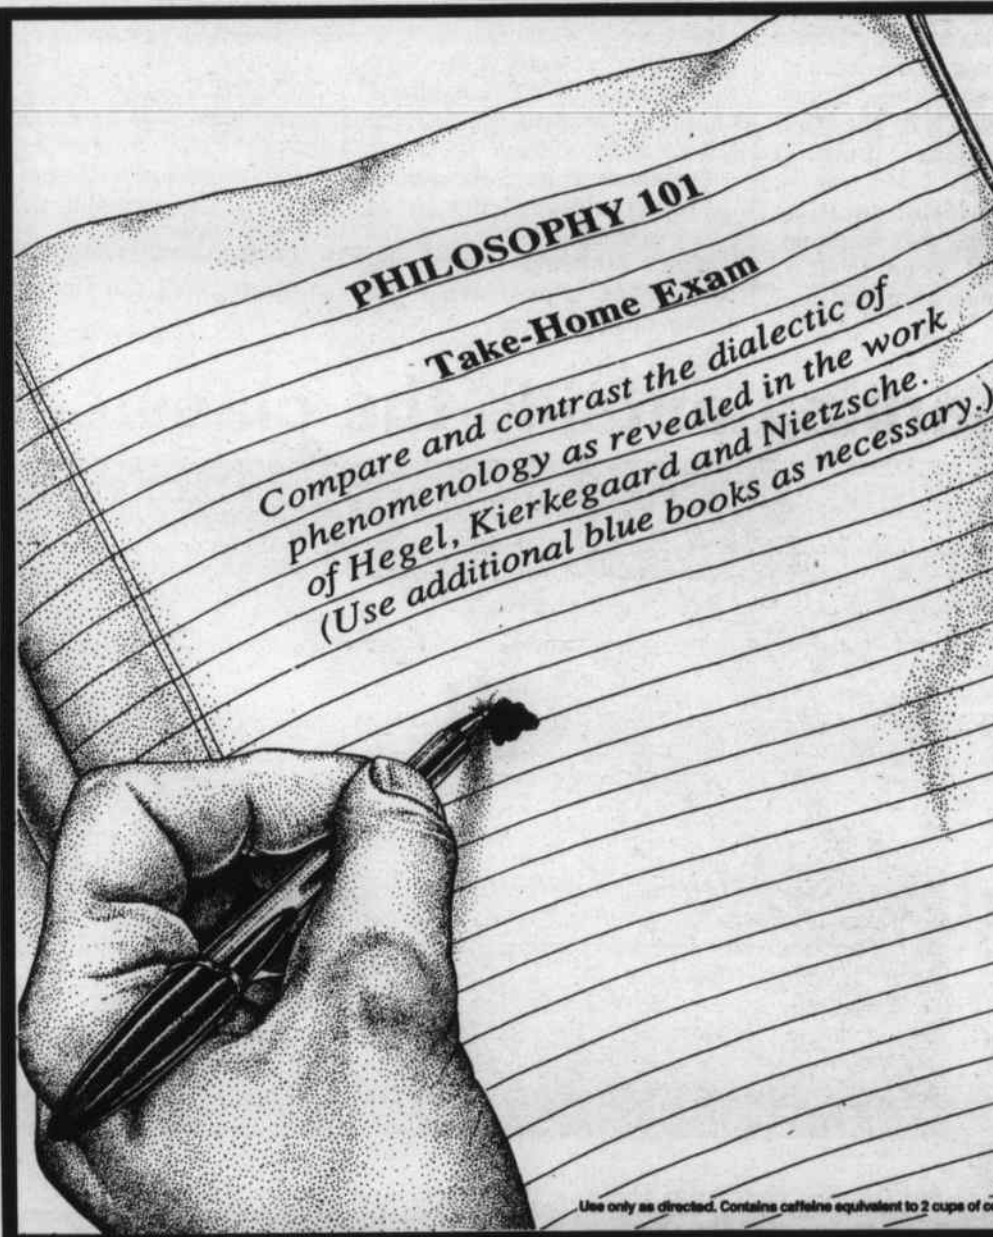 PHILOSOPHY 101
Take-Home Exam
Compare and contrast the dialectic of
phenomenology as revealed in the work
of Hegel, Kierkegaard and Nietzsche.
(Use additional blue books as necessary.)
Use only as directed. Contains caffeine equivalent to 2 cups of